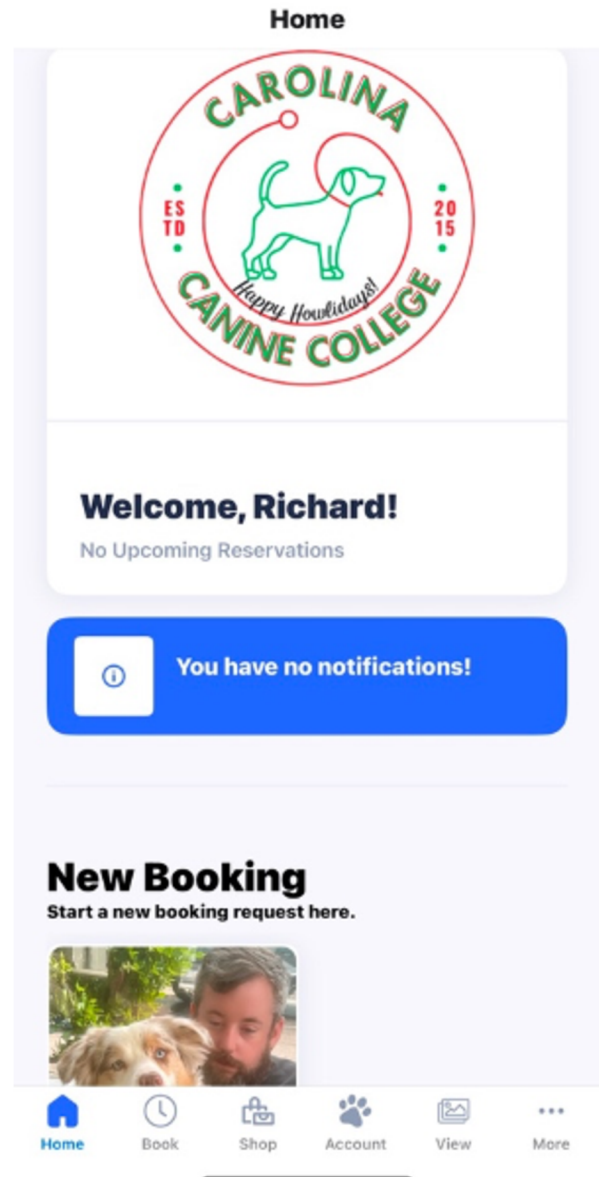 Home
CAROLINA
ES
TD
20
15
Happy Howlidays!
CANINE COLLEGE
Welcome, Richard!
No Upcoming Reservations
You have no notifications!
New Booking
Start a new booking request here.
Home Book Shop Account View More